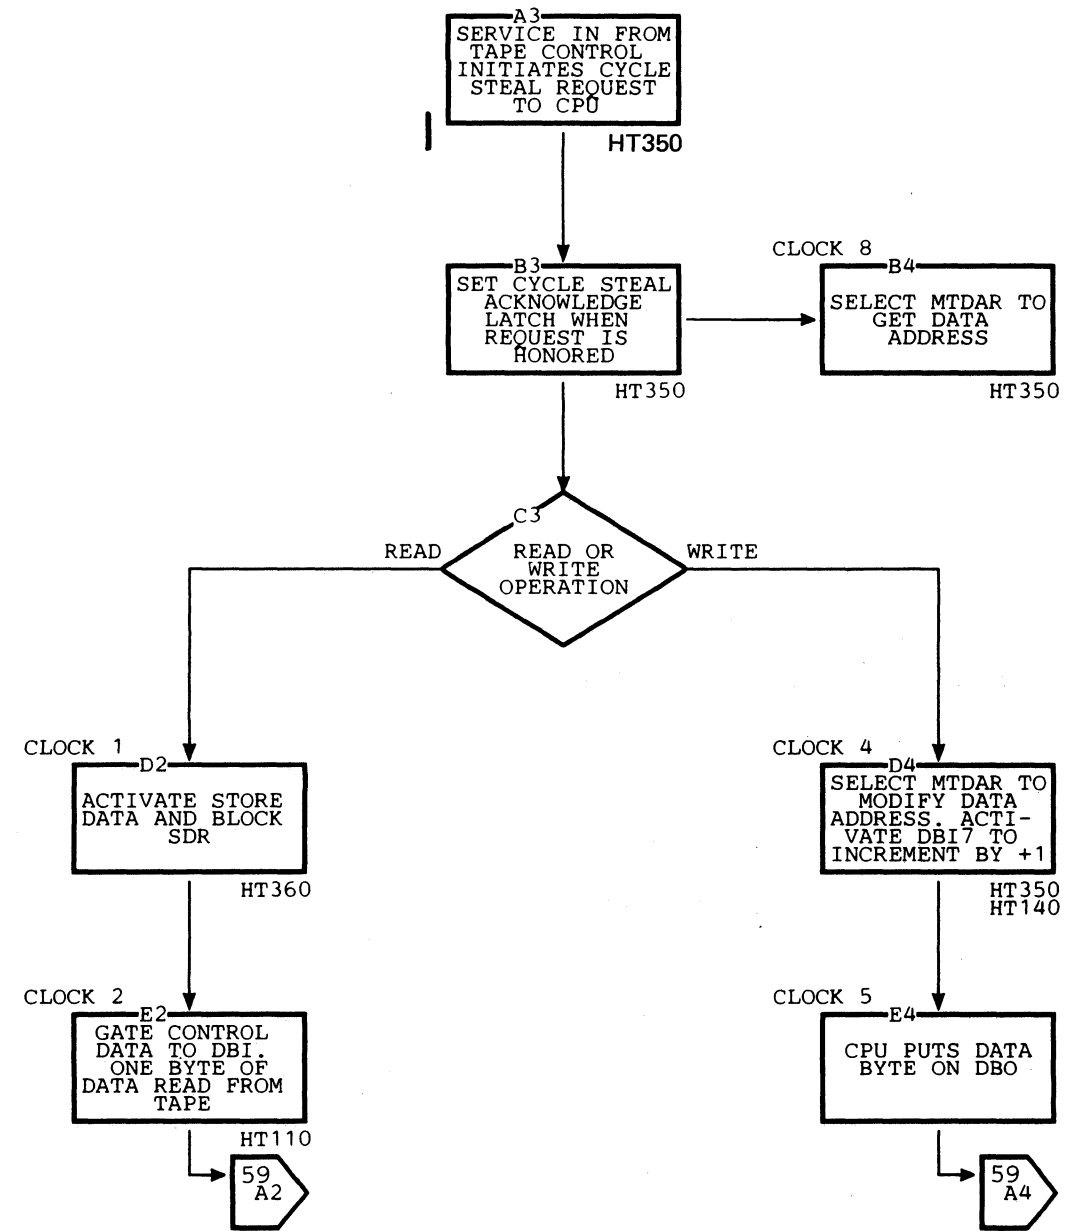 A3
SERVICE IN FROM
TAPE CONTROL
INITIATES CYCLE
STEAL REQUEST
TO CPU
HT350
B3
SET CYCLE STEAL
ACKNOWLEDGE
LATCH WHEN
REQUEST IS
HONORED
HT350
CLOCK 8
B4
SELECT MTDAR TO
GET DATA
ADDRESS
HT350
C3
READ OR
WRITE
OPERATION
READ
WRITE
CLOCK 1
D2
ACTIVATE STORE
DATA AND BLOCK
SDR
HT360
CLOCK 4
D4
SELECT MTDAR TO
MODIFY DATA
ADDRESS. ACTI-
VATE DBI7 TO
INCREMENT BY +1
HT350
HT140
CLOCK 2
E2
GATE CONTROL
DATA TO DBI.
ONE BYTE OF
DATA READ FROM
TAPE
HT110
59
A2
CLOCK 5
E4
CPU PUTS DATA
BYTE ON DBO
59
A4